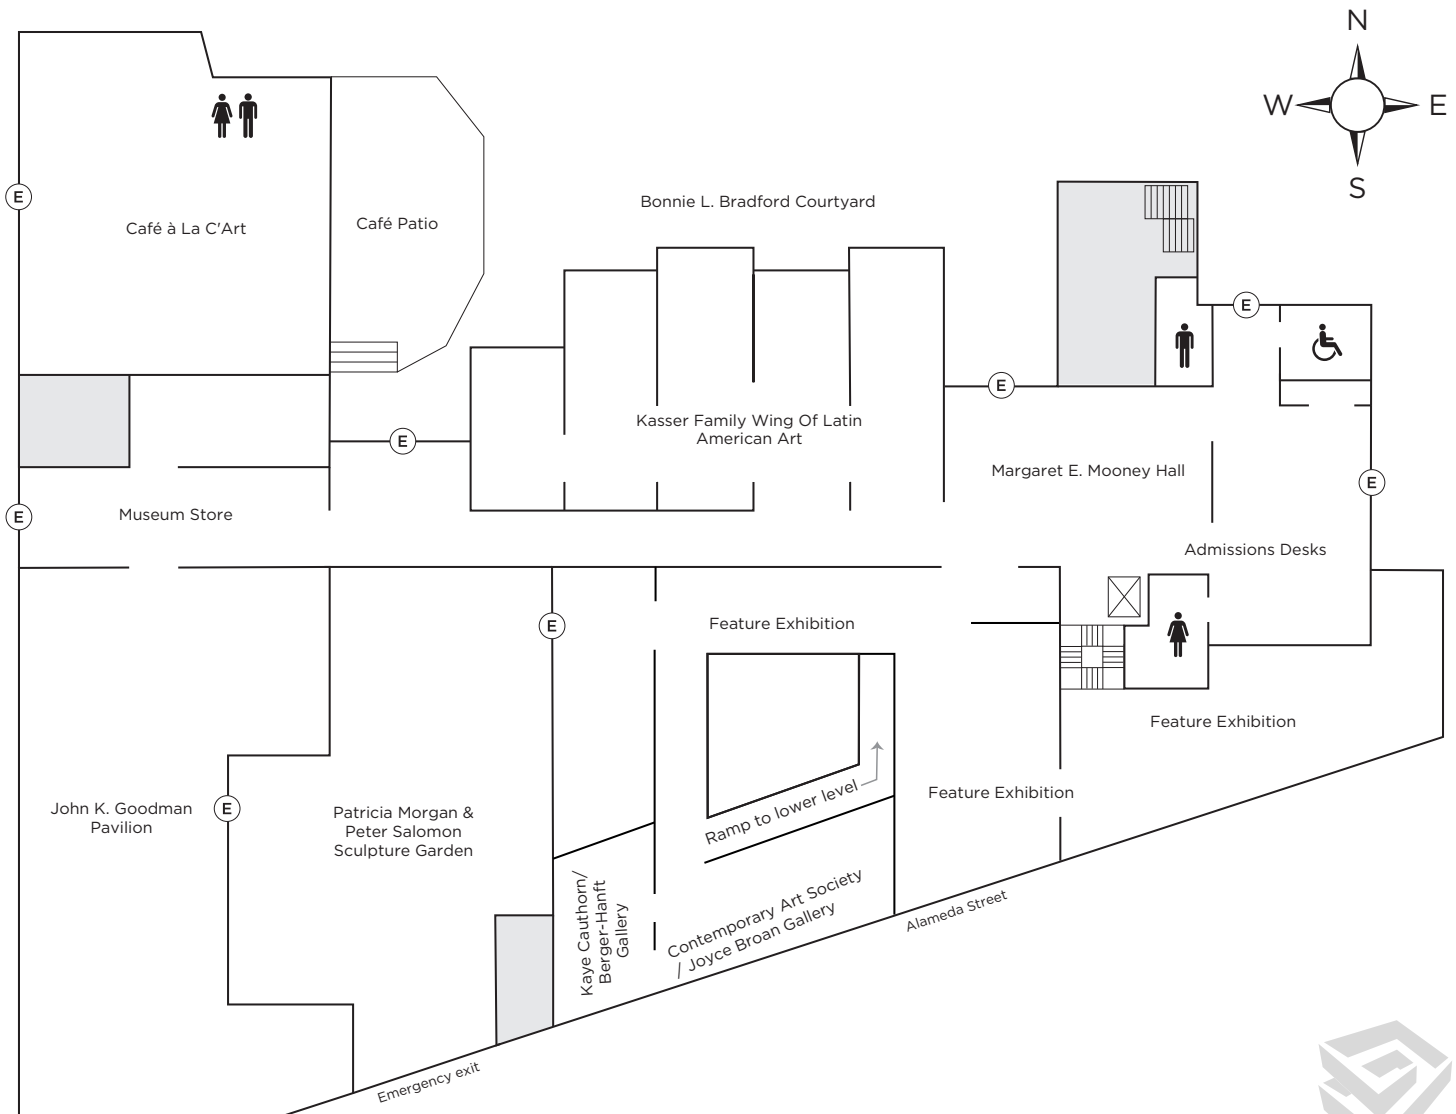 N
W
E
S
E
Café à La C'Art
Café Patio
Bonnie L. Bradford Courtyard
E
E
E
Kasser Family Wing Of Latin
American Art
Margaret E. Mooney Hall
E
E
Museum Store
Admissions Desks
E
Feature Exhibition
Feature Exhibition
Ramp to lower level
Feature Exhibition
John K. Goodman
Pavilion
E
Patricia Morgan &
Peter Salomon
Sculpture Garden
Kaye Cauthorn/
Berger-Hanft
Gallery
Contemporary Art Society
/ Joyce Broan Gallery
Alameda Street
Emergency exit